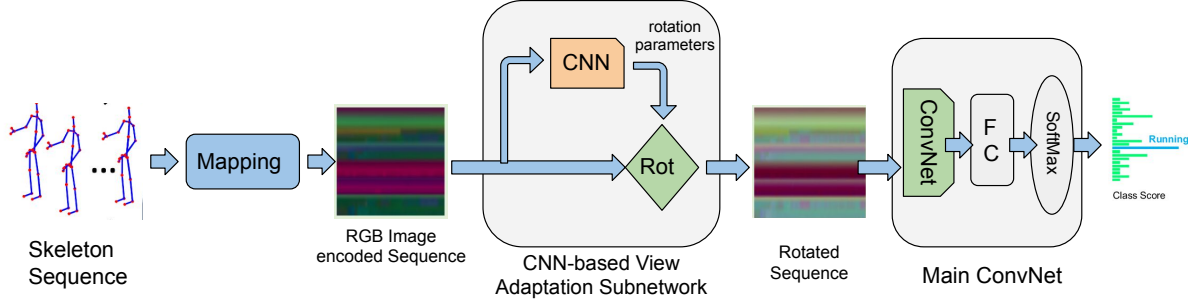 Skeleton
Sequence
Mapping
RGB Image
encoded Sequence
CNN
rotation
parameters
Rot
CNN-based View
Adaptation Subnetwork
Rotated
Sequence
ConvNet
F
C
SoftMax
Main ConvNet
Running
Class Score